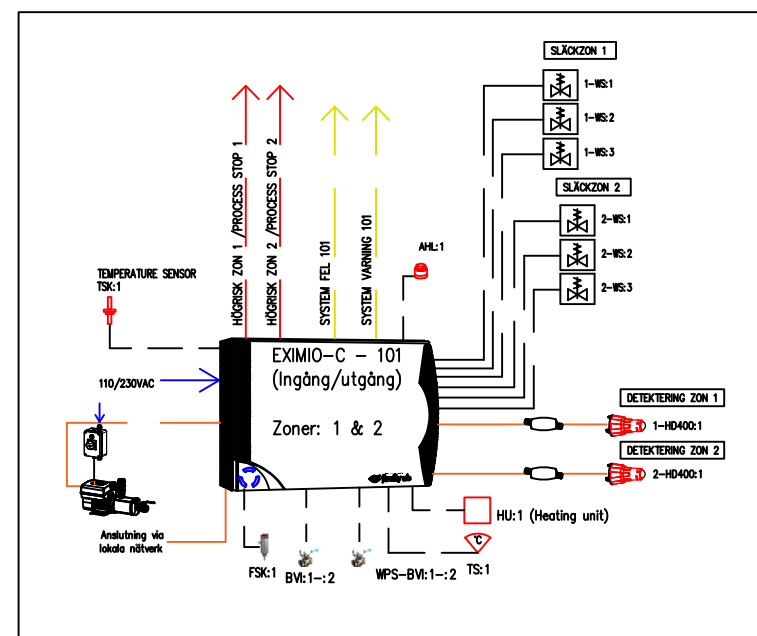 SLÄCKZON 1
1-WS:1
1-WS:2
1-WS:3
SLÄCKZON 2
2-WS:1
2-WS:2
2-WS:3
HÖGRISK ZON 1 /PROCESS STOP 1
HÖGRISK ZON 2 /PROCESS STOP 2
SYSTEM FEL 101
SYSTEM VARNING 101
AHL:1
TEMPERATURE SENSOR
TSK:1
110/230VAC
EXIMIO-C - 101
(Ingång/utgång)
Zoner: 1 & 2
DETEKTERING ZON 1
1-HD400:1
DETEKTERING ZON 2
2-HD400:1
HU:1 (Heating unit)
Anslutning via
lokala nätverk
FSK:1
BVI:1-:2
WPS-BVI:1-:2
TS:1
°C